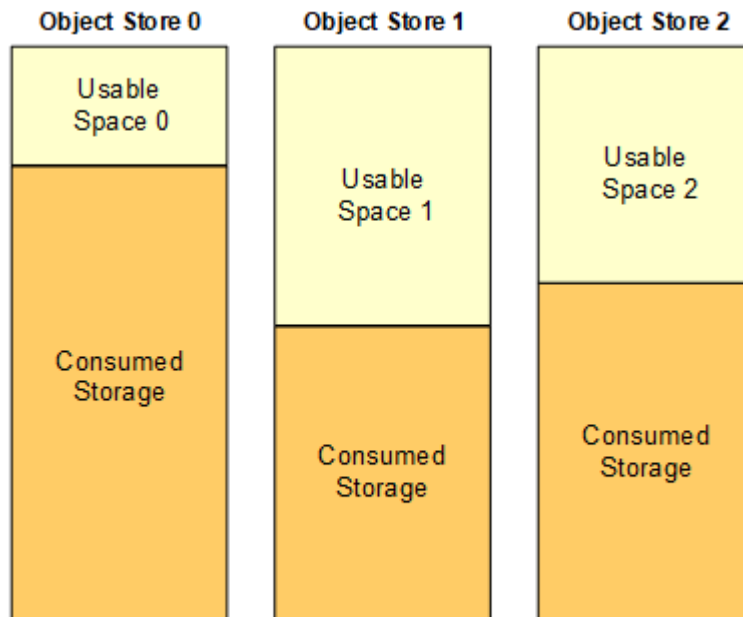 Object Store 0
Object Store 1
Object Store 2
Usable
Space 0
Usable
Space 1
Usable
Space 2
Consumed
Storage
Consumed
Storage
Consumed
Storage